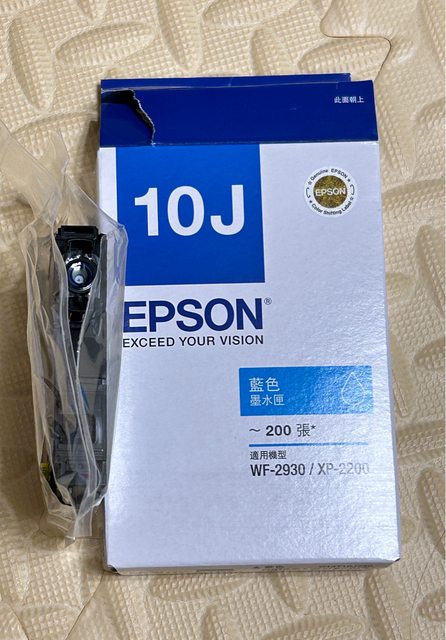 此面朝上
10J
Genuine EPSON
EPSON
Color Shifting Label
EPSON®
EXCEED YOUR VISION
藍色
墨水匣
～ 200 張*
適用機型
WF-2930 / XP-2200